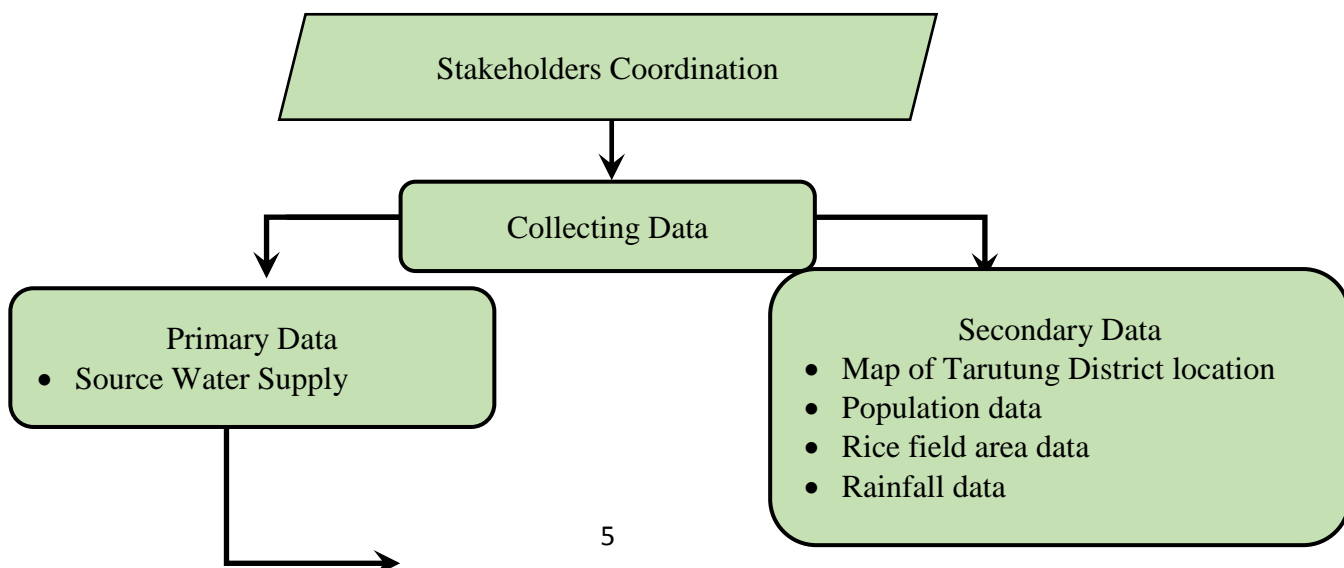 Stakeholders Coordination
Collecting Data
Primary Data
• Source Water Supply
Secondary Data
• Map of Tarutung District location
• Population data
• Rice field area data
• Rainfall data
5